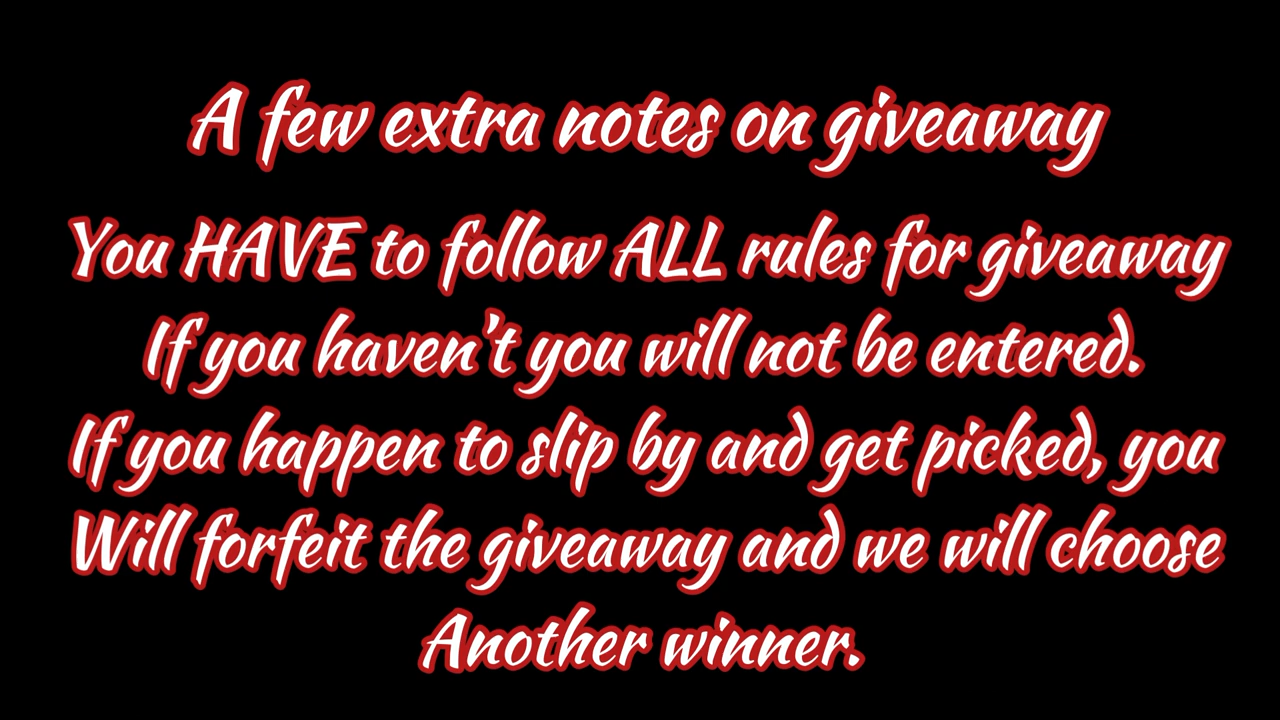 A few extra notes on giveaway
You HAVE to follow ALL rules for giveaway
If you haven't you will not be entered.
If you happen to slip by and get picked, you
Will forfeit the giveaway and we will choose
Another winner.